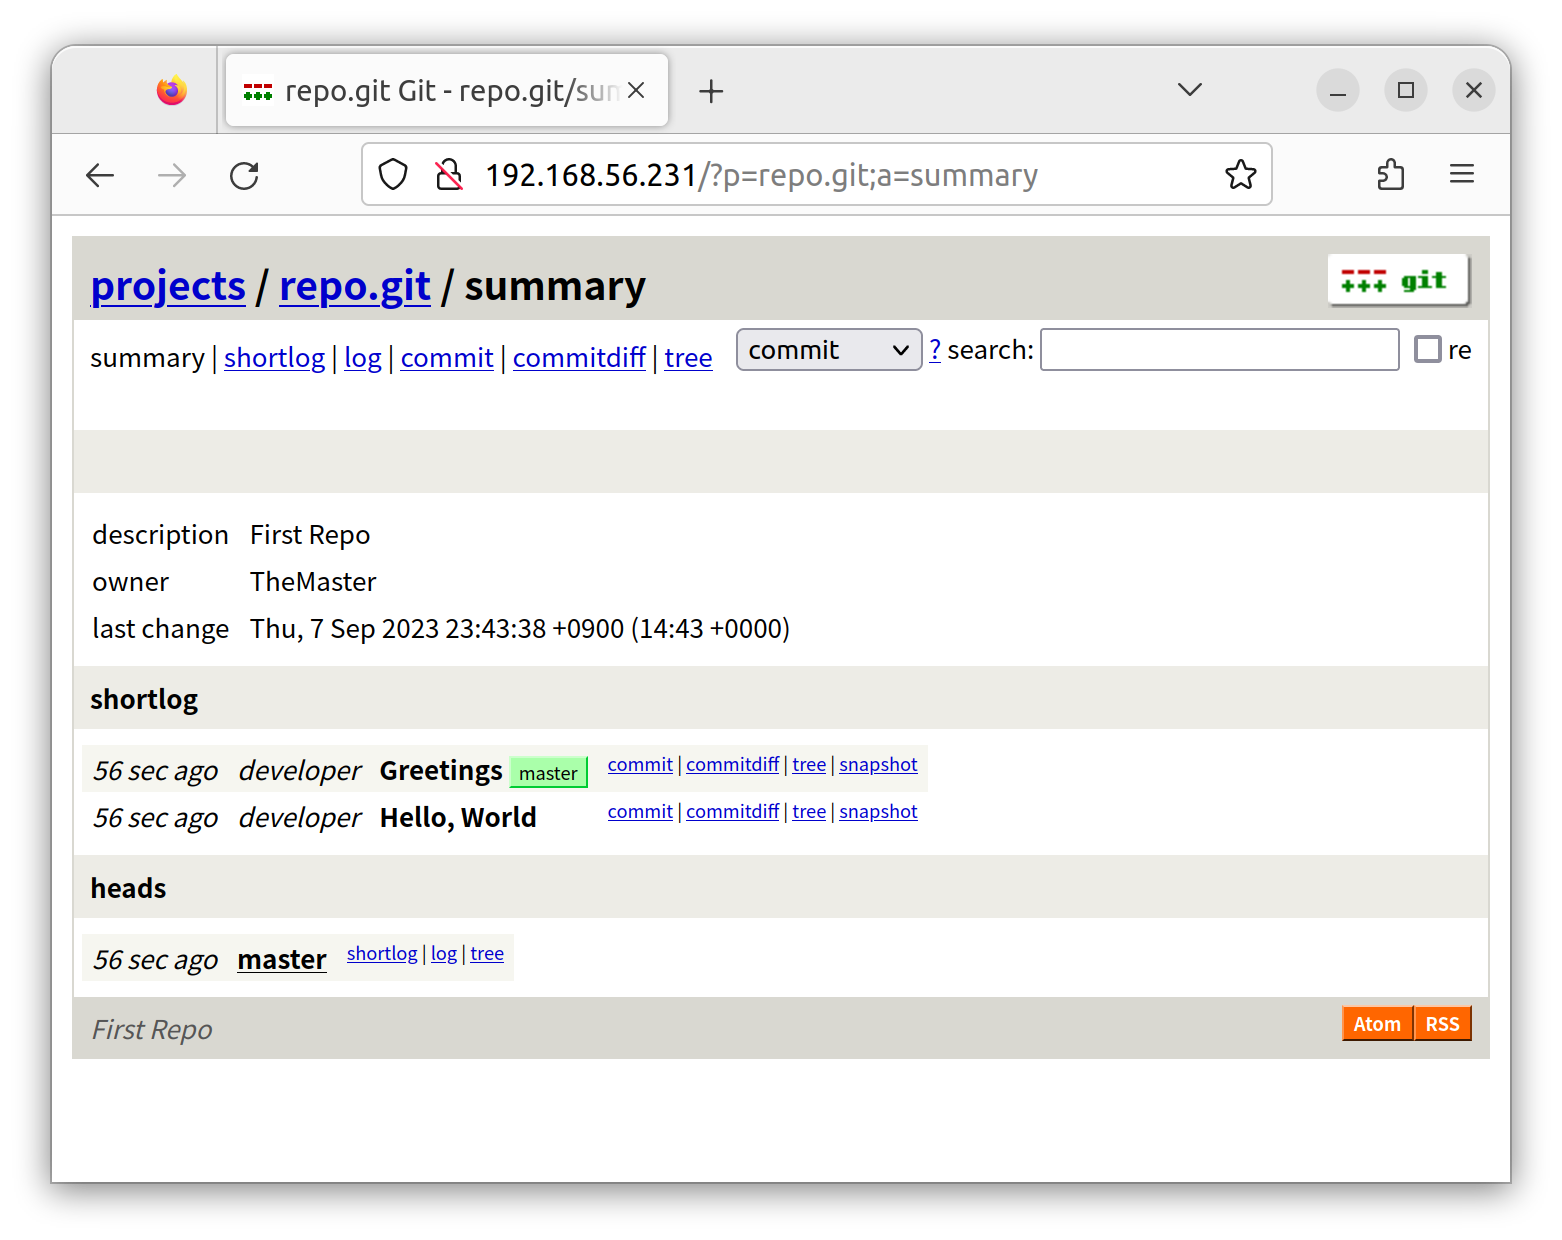 repo.git Git - repo.git/sum
192.168.56.231/?p=repo.git;a=summary
projects / repo.git / summary
git
summary | shortlog | log | commit | commitdiff | tree
commit ? search: re
description First Repo
owner TheMaster
last change Thu, 7 Sep 2023 23:43:38 +0900 (14:43 +0000)
shortlog
56 sec ago developer Greetings master commit | commitdiff | tree | snapshot
56 sec ago developer Hello, World commit | commitdiff | tree | snapshot
heads
56 sec ago master shortlog | log | tree
First Repo
Atom RSS